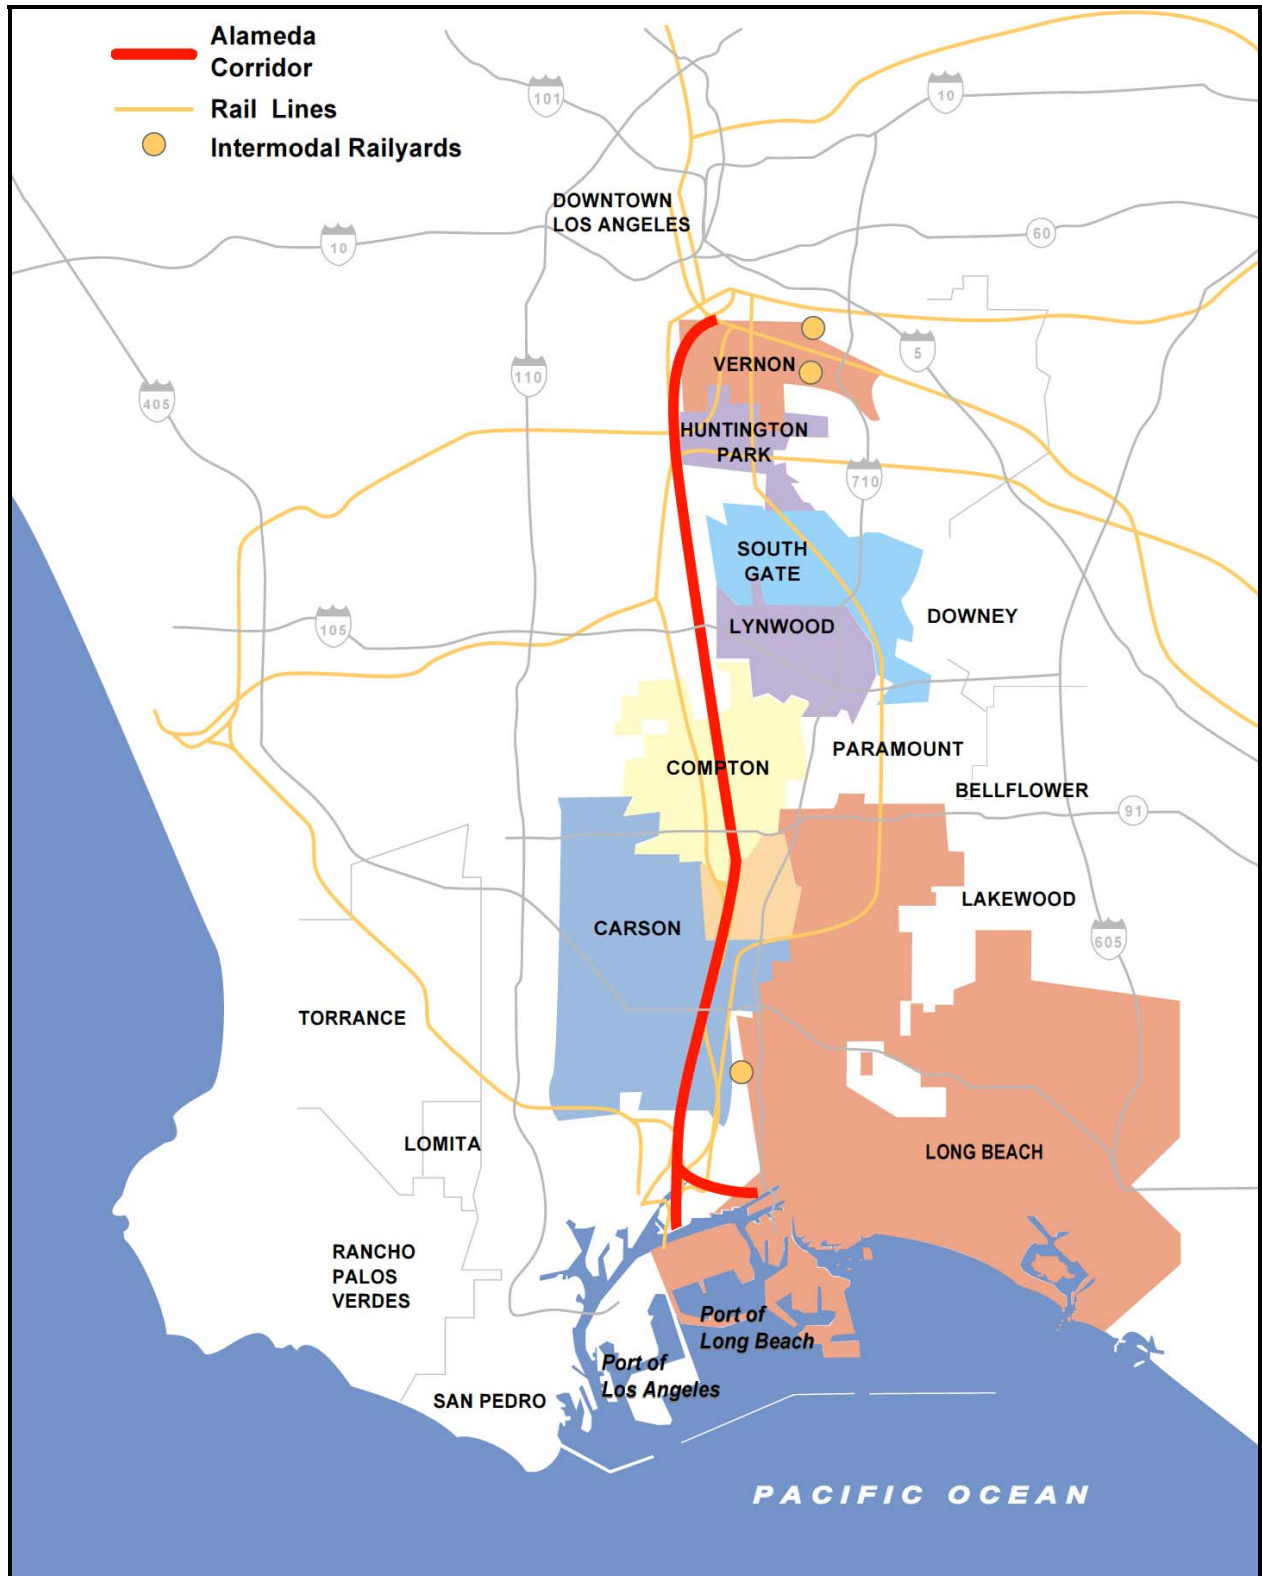 Alameda
Corridor
Rail Lines
Intermodal Railyards
101
10
DOWNTOWN
LOS ANGELES
10
60
VERNON
5
110
405
HUNTINGTON
PARK
710
SOUTH
GATE
105
LYNWOOD
DOWNEY
COMPTON
PARAMOUNT
BELLFLOWER
91
LAKEWOOD
CARSON
605
TORRANCE
LOMITA
LONG BEACH
RANCHO
PALOS
VERDES
Port of
Long Beach
Port of
Los Angeles
SAN PEDRO
PACIFIC OCEAN